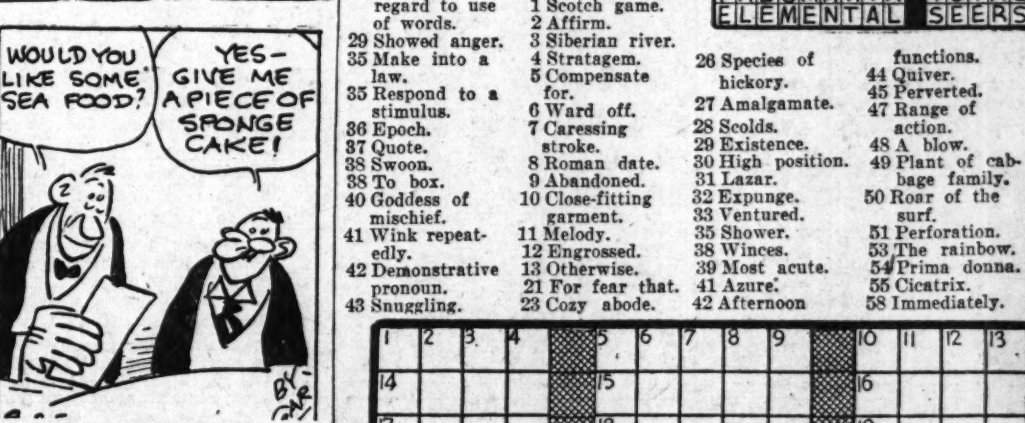 WOULD YOU
LIKE SOME
SEA FOOD?
YES—
GIVE ME
A PIECE OF
SPONGE
CAKE!
BY-
regard to use
of words.
29 Showed anger.
35 Make into a
law.
35 Respond to a
stimulus.
36 Epoch.
37 Quote.
38 Swoon.
38 To box.
40 Goddess of
mischief.
41 Wink repeat-
edly.
42 Demonstrative
pronoun.
43 Snuggling.
1 Scotch game.
2 Affirm.
3 Siberian river.
4 Stratagem.
5 Compensate
for.
6 Ward off.
7 Caressing
stroke.
8 Roman date.
9 Abandoned.
10 Close-fitting
garment.
11 Melody.
12 Engrossed.
13 Otherwise.
21 For fear that.
23 Cozy abode.
ELEMENTAL SEERS
26 Species of
hickory.
27 Amalgamate.
28 Scolds.
29 Existence.
30 High position.
31 Lazar.
32 Expunge.
33 Ventured.
35 Shower.
38 Winces.
39 Most acute.
41 Azure.
42 Afternoon
functions.
44 Quiver.
45 Perverted.
47 Range of
action.
48 A blow.
49 Plant of cab-
bage family.
50 Roar of the
surf.
51 Perforation.
53 The rainbow.
54 Prima donna.
55 Cicatrix.
58 Immediately.
1 2 3 4 5 6 7 8 9 10 11 12 13
14 15 16